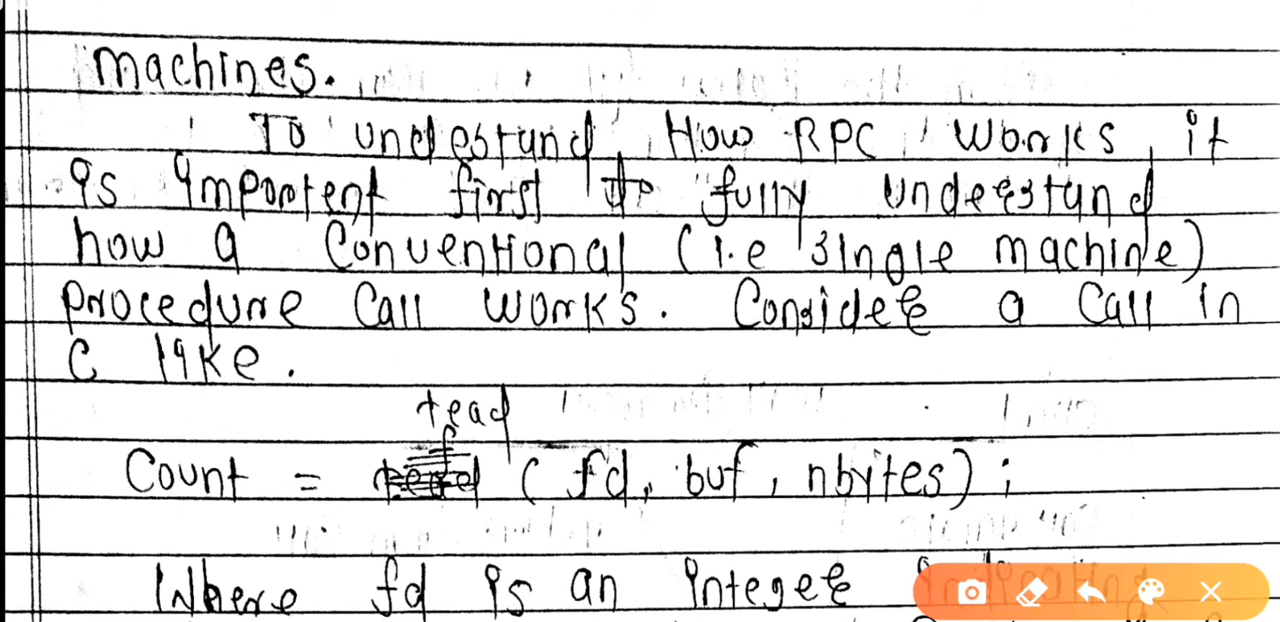 machines.
To understand How RPC Works, it
is important first to fully understand
how a Conventional (i.e single machine)
procedure Call works. Consider a Call in
C like.
read
Count = (fd, buf, nbytes);
Where fd is an integer